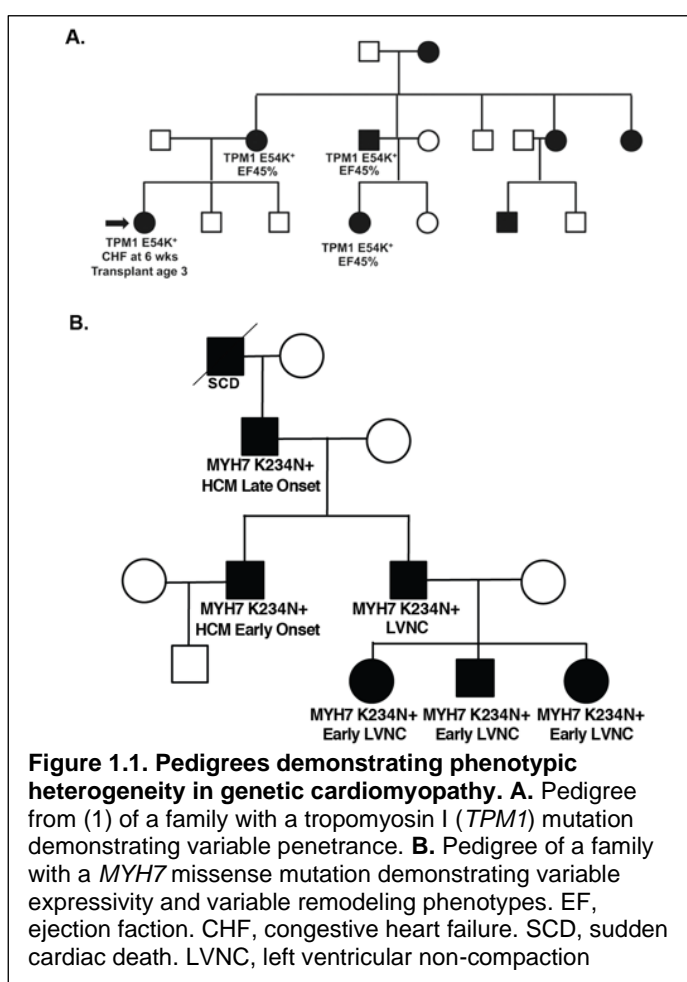 A.
TPM1 E54K+
EF45%
TPM1 E54K+
EF45%
TPM1 E54K+
CHF at 6 wks
Transplant age 3
TPM1 E54K+
EF45%
B.
SCD
MYH7 K234N+
HCM Late Onset
MYH7 K234N+
HCM Early Onset
MYH7 K234N+
LVNC
MYH7 K234N+
Early LVNC
MYH7 K234N+
Early LVNC
MYH7 K234N+
Early LVNC
Figure 1.1. Pedigrees demonstrating phenotypic
heterogeneity in genetic cardiomyopathy. A. Pedigree
from (1) of a family with a tropomyosin I (TPM1) mutation
demonstrating variable penetrance. B. Pedigree of a family
with a MYH7 missense mutation demonstrating variable
expressivity and variable remodeling phenotypes. EF,
ejection faction. CHF, congestive heart failure. SCD, sudden
cardiac death. LVNC, left ventricular non-compaction